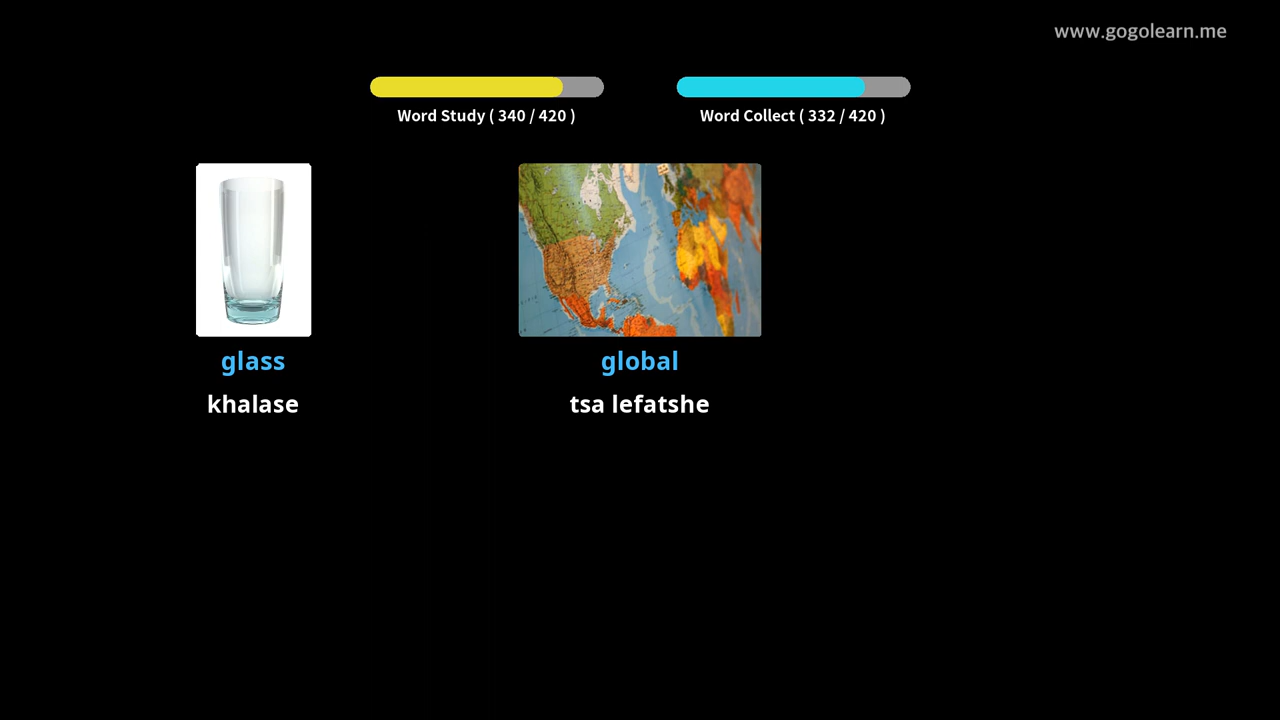 www.gogolearn.me
Word Study ( 340 / 420 )
Word Collect ( 332 / 420 )
glass
khalase
global
tsa lefatshe